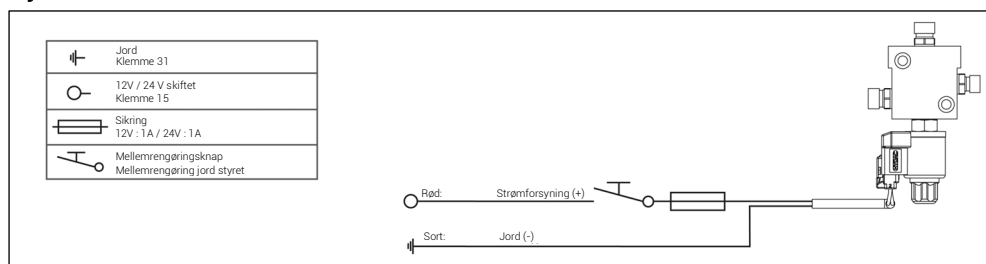 Jord
Klemme 31
12V / 24 V skiftet
Klemme 15
Sikring
12V : 1A / 24V : 1A
Mellemrengøringsknap
Mellemrengøring jord styret
Rød: Strømforsyning (+)
Sort: Jord (-)